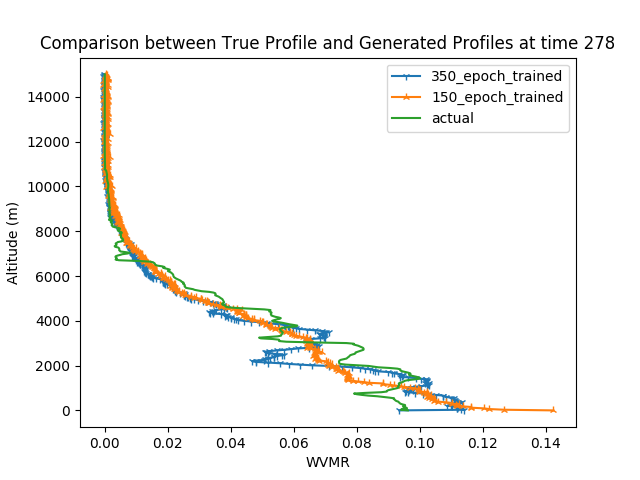 Comparison between True Profile and Generated Profiles at time 278
350_epoch_trained
150_epoch_trained
actual
Altitude (m)
14000
12000
10000
8000
6000
4000
2000
0
0.00 0.02 0.04 0.06 0.08 0.10 0.12 0.14
WVMR